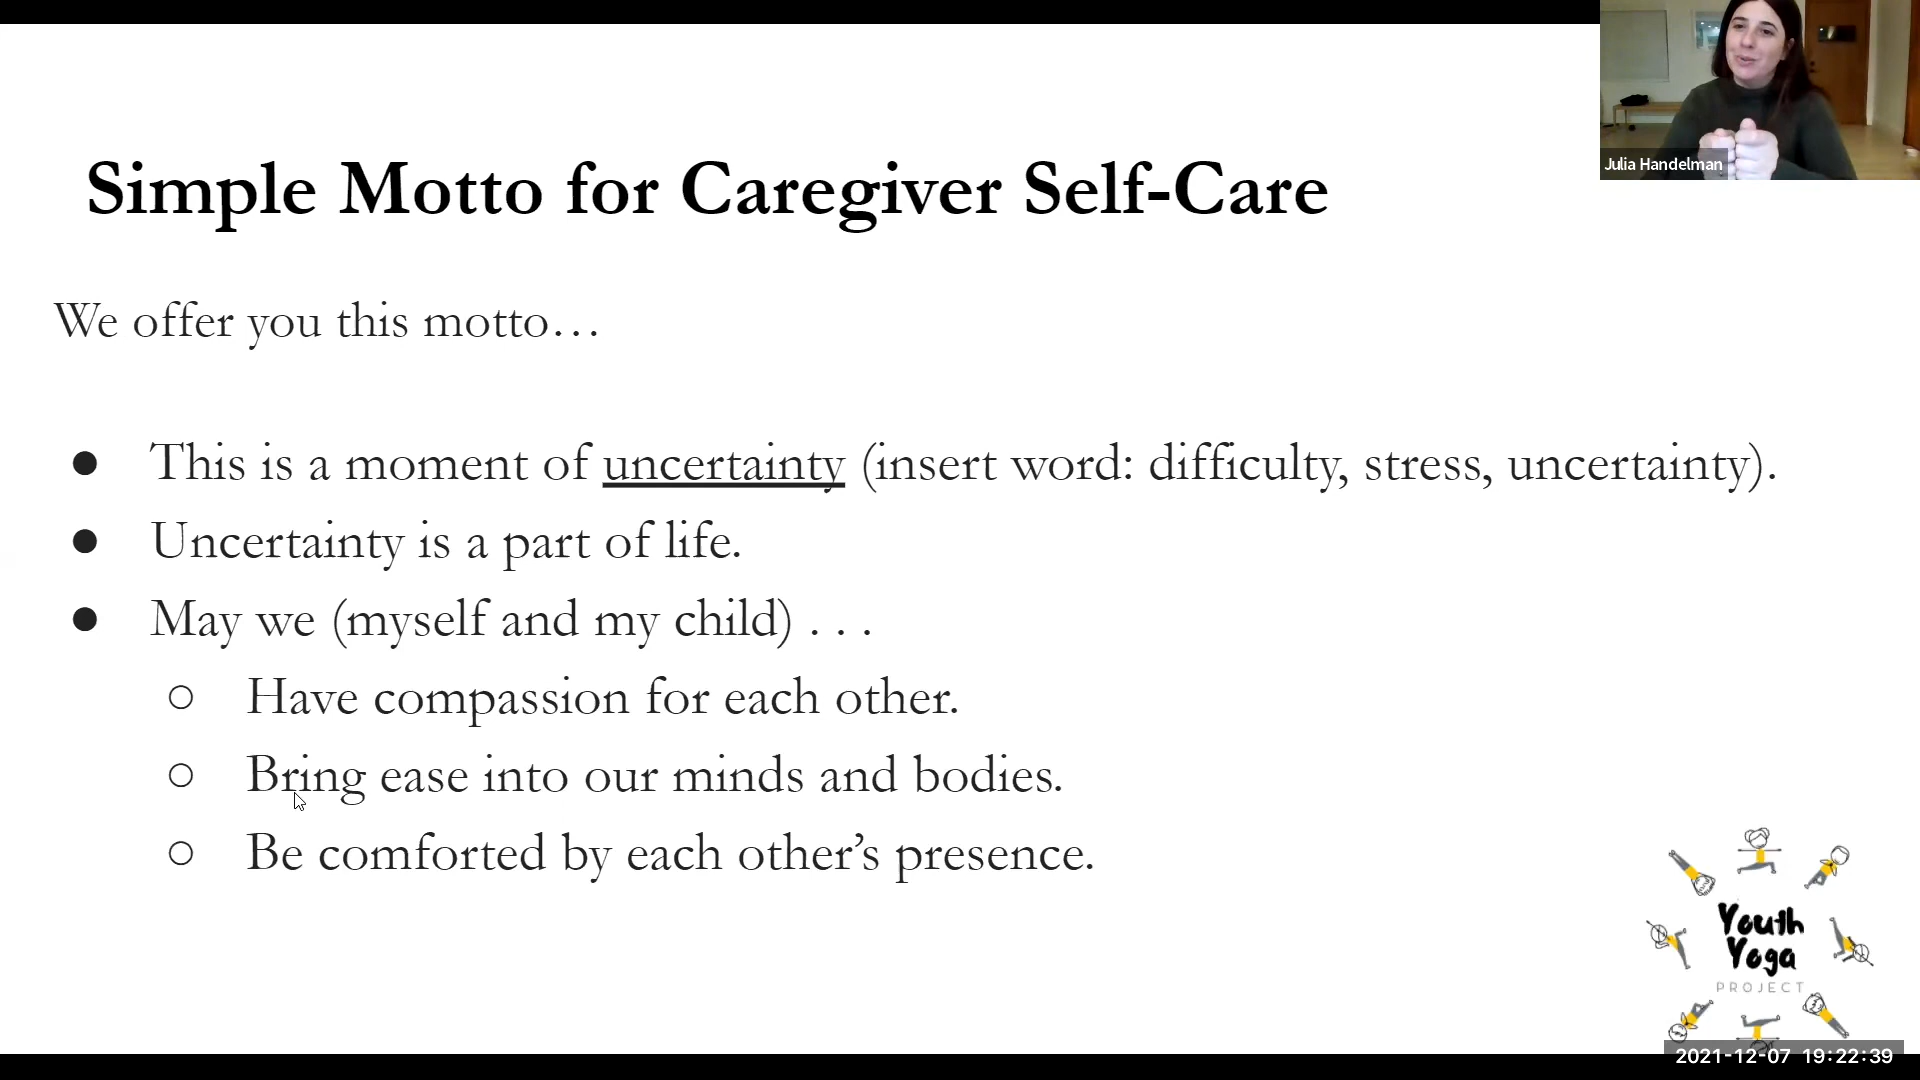 Simple Motto for Caregiver Self-Care
Julia Handelman
We offer you this motto…
● This is a moment of uncertainty (insert word: difficulty, stress, uncertainty).
● Uncertainty is a part of life.
● May we (myself and my child) . . .
○ Have compassion for each other.
○ Bring ease into our minds and bodies.
○ Be comforted by each other’s presence.
Youth
Yoga
PROJECT
2021-12-07 19:22:39